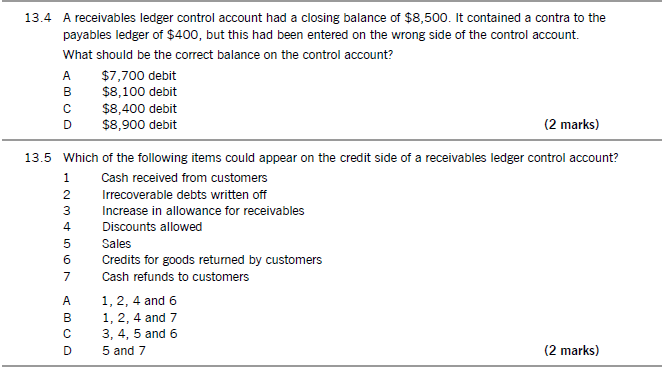 13.4 A receivables ledger control account had a closing balance of $8,500. It contained a contra to the
payables ledger of $400, but this had been entered on the wrong side of the control account.
What should be the correct balance on the control account?
A $7,700 debit
B $8,100 debit
C $8,400 debit
D $8,900 debit (2 marks)
13.5 Which of the following items could appear on the credit side of a receivables ledger control account?
1 Cash received from customers
2 Irrecoverable debts written off
3 Increase in allowance for receivables
4 Discounts allowed
5 Sales
6 Credits for goods returned by customers
7 Cash refunds to customers
A 1, 2, 4 and 6
B 1, 2, 4 and 7
C 3, 4, 5 and 6
D 5 and 7 (2 marks)